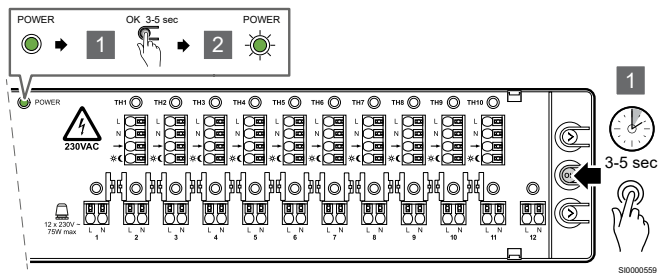 POWER OK 3-5 sec POWER
1 2
POWER TH1 TH2 TH3 TH4 TH5 TH6 TH7 TH8 TH9 TH10 1
L L L L L L L L L L
N N N N N N N N N N
230VAC
3-5 sec
OK
12 x 230V ~
75W max
L N L N L N L N L N L N L N L N L N L N L N L N
1 2 3 4 5 6 7 8 9 10 11 12
SI0000559